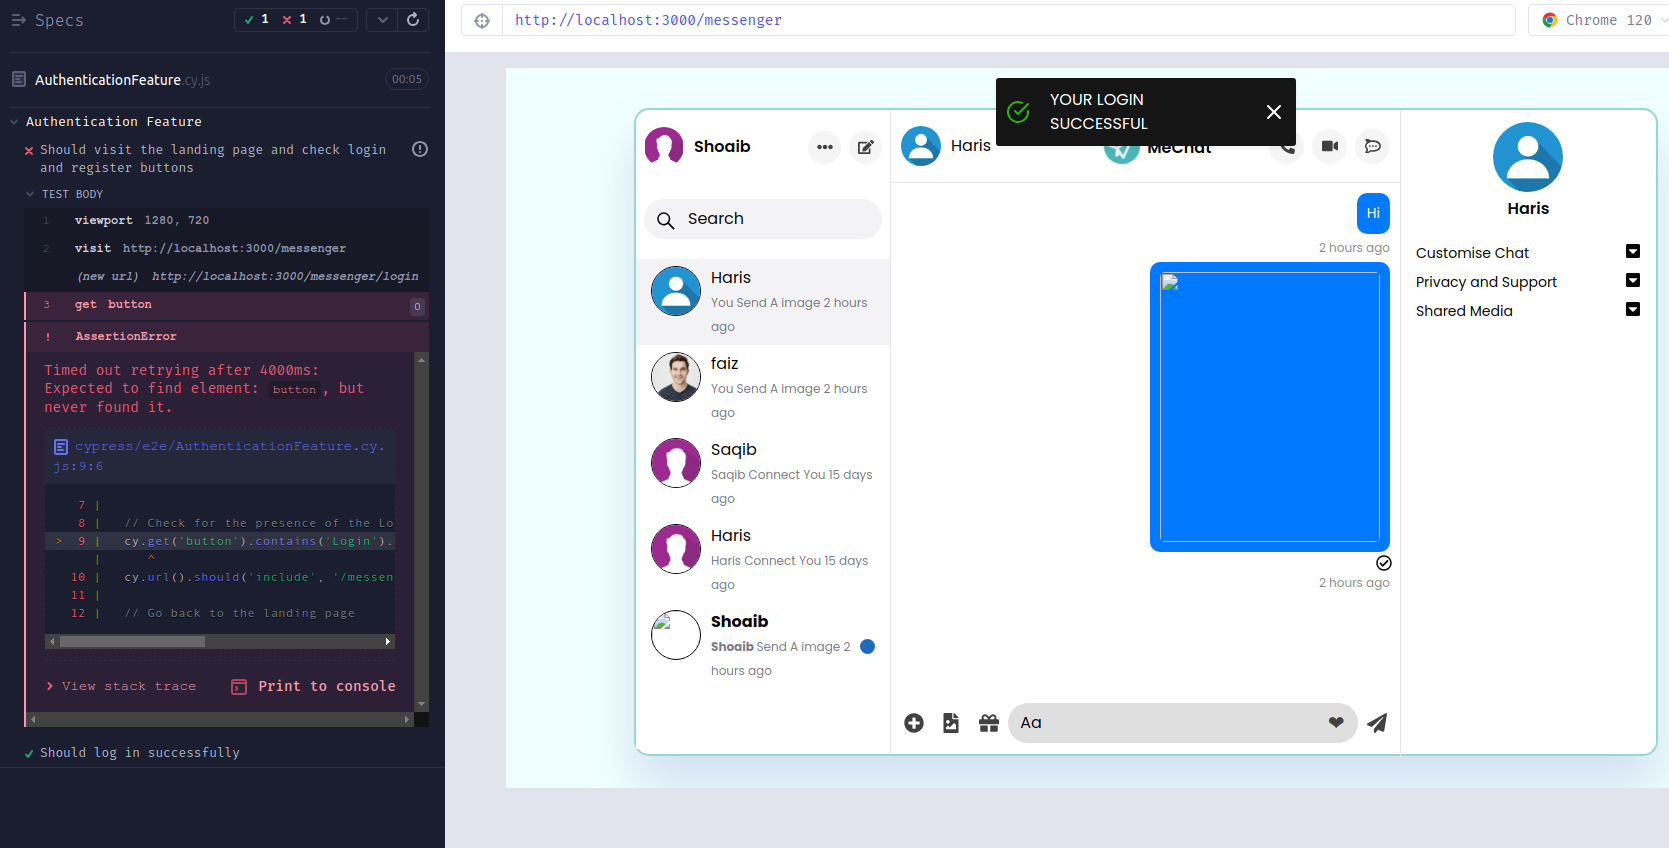 Specs
1 1 --
AuthenticationFeature.cy.js 00:05
Authentication Feature
Should visit the landing page and check login
and register buttons
TEST BODY
1 viewport 1280, 720
2 visit http://localhost:3000/messenger
(new url) http://localhost:3000/messenger/login
3 get button 0
! AssertionError
Timed out retrying after 4000ms:
Expected to find element: button, but
never found it.
cypress/e2e/AuthenticationFeature.cy.
js:9:6
7 |
8 | // Check for the presence of the Lo
> 9 | cy.get('button').contains('Login').
| ^
10 | cy.url().should('include', '/messen
11 |
12 | // Go back to the landing page
View stack trace Print to console
Should log in successfully
http://localhost:3000/messenger
Chrome 120
YOUR LOGIN
SUCCESSFUL
Shoaib
Search
Haris
You Send A image 2 hours
ago
faiz
You Send A image 2 hours
ago
Saqib
Saqib Connect You 15 days
ago
Haris
Haris Connect You 15 days
ago
Shoaib
Shoaib Send A image 2
hours ago
Haris
MeChat
Hi
2 hours ago
2 hours ago
Aa
Haris
Customise Chat
Privacy and Support
Shared Media